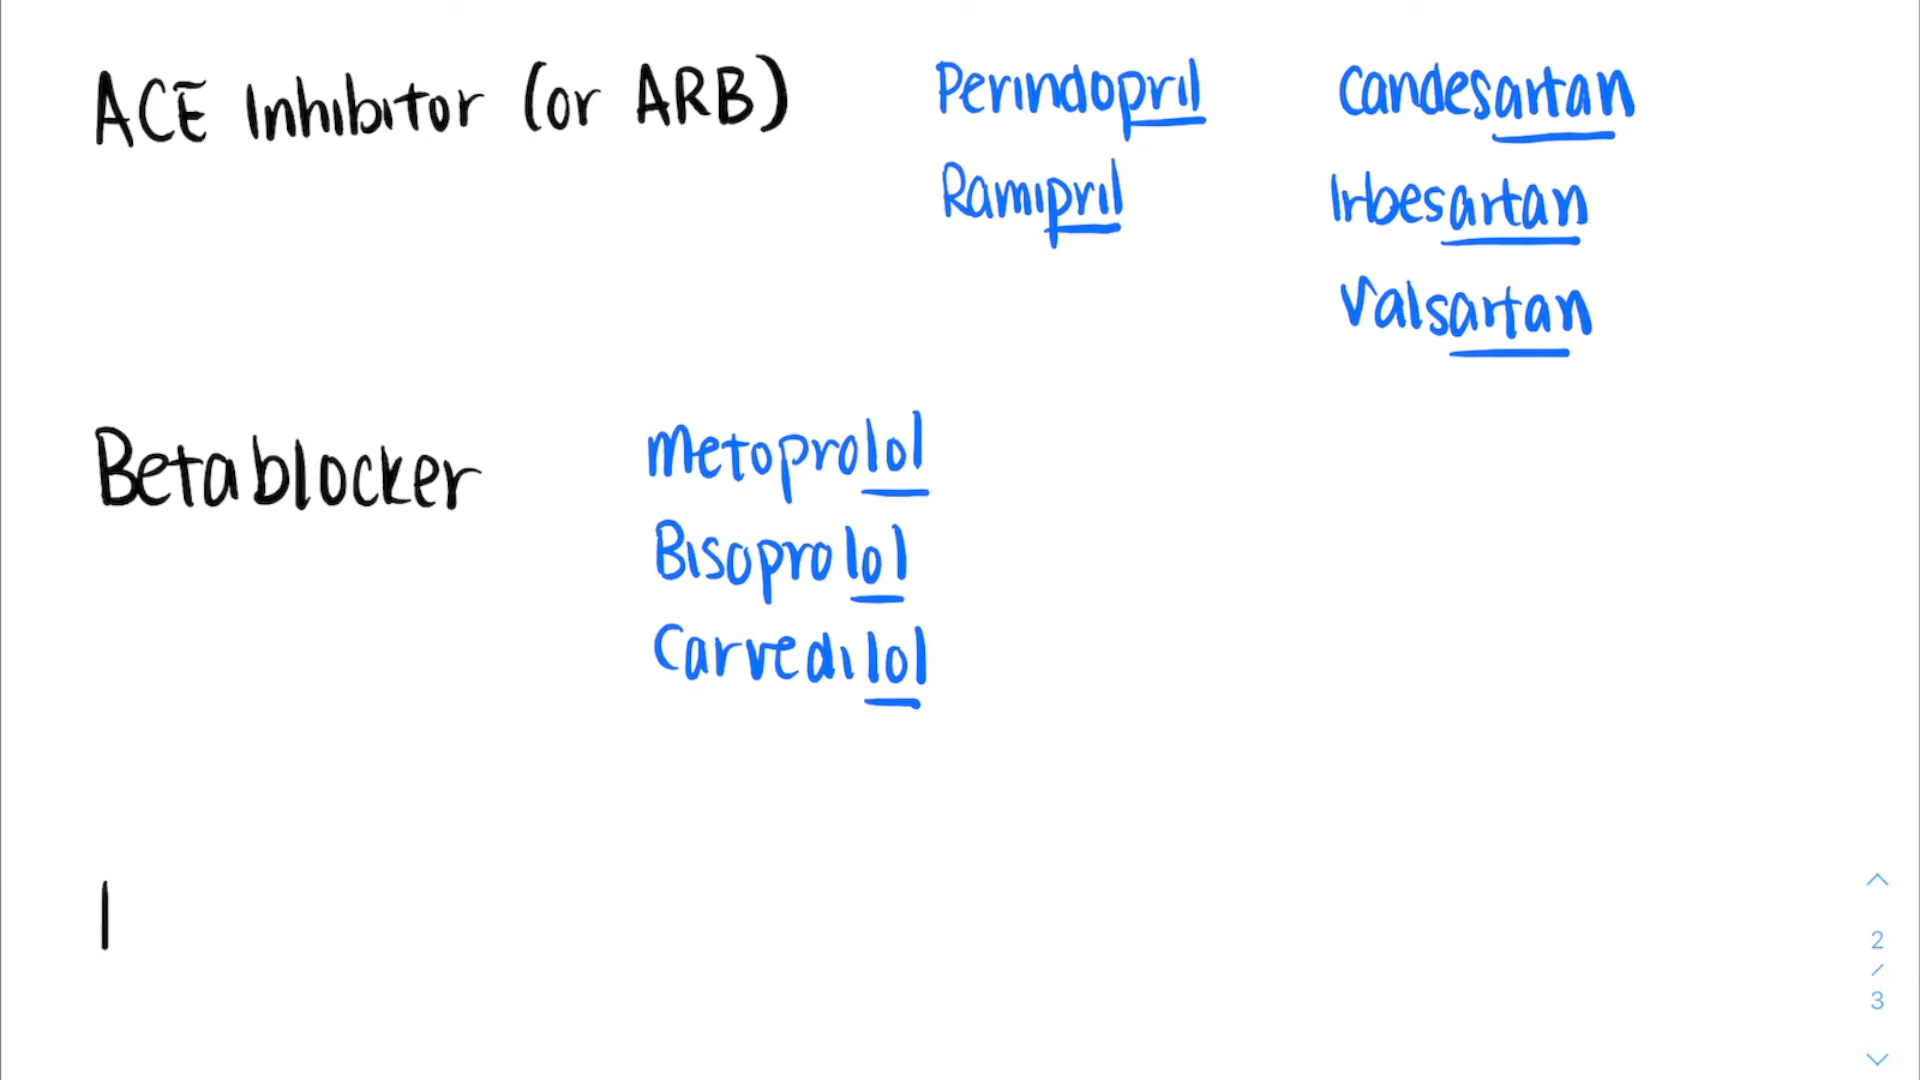 ACE Inhibitor (or ARB)
Perindopril
Candesartan
Ramipril
Irbesartan
Valsartan
Betablocker
Metoprolol
Bisoprolol
Carvedilol
2
/
3